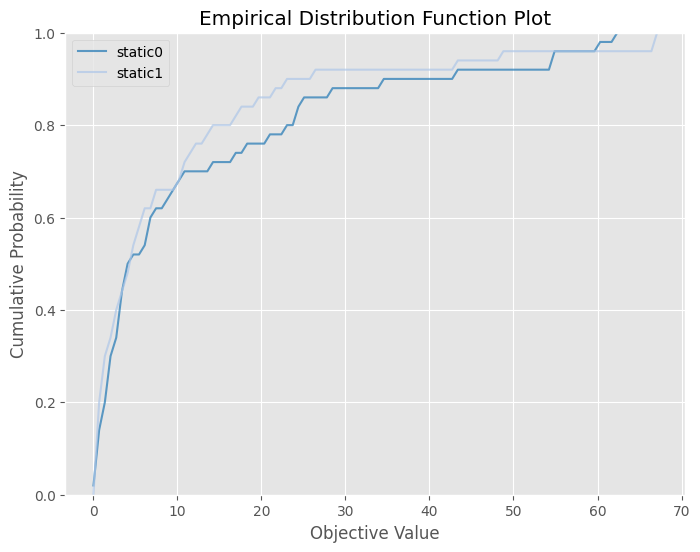 Empirical Distribution Function Plot
static0
static1
Cumulative Probability
1.0
0.8
0.6
0.4
0.2
0.0
0 10 20 30 40 50 60 70
Objective Value